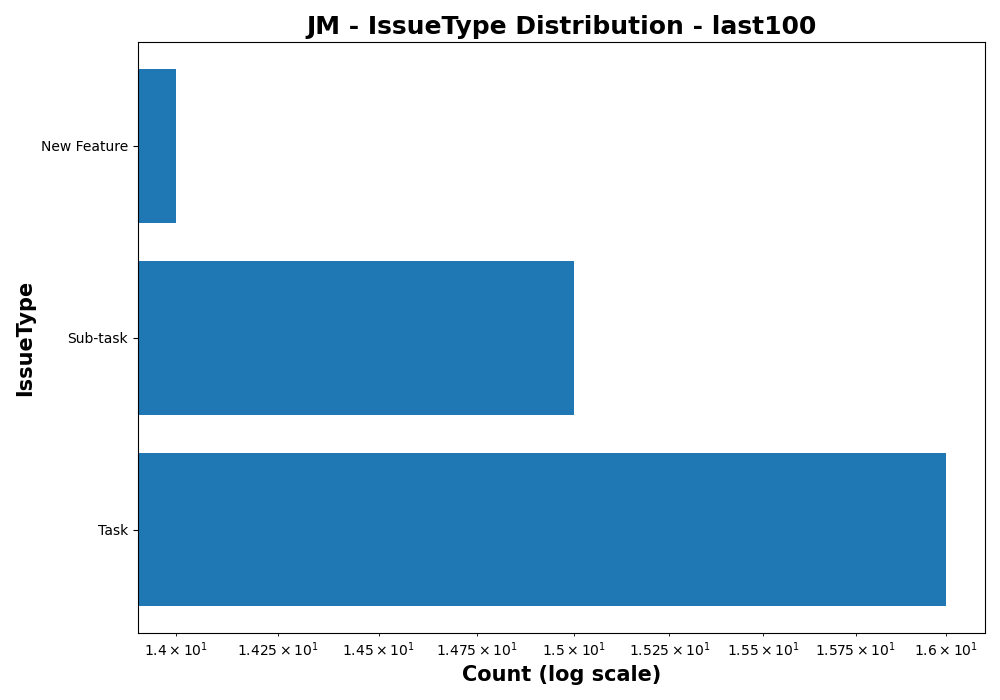 JM - IssueType Distribution - last100
IssueType
New Feature
Sub-task
Task
1.4 × 10¹
1.425 × 10¹
1.45 × 10¹
1.475 × 10¹
1.5 × 10¹
1.525 × 10¹
1.55 × 10¹
1.575 × 10¹
1.6 × 10¹
Count (log scale)